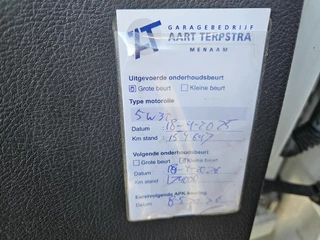 AT
GARAGEBEDRIJF
AART TERPSTRA
MENAAM
Uitgevoerde onderhoudsbeurt
Grote beurt Kleine beurt
Type motorolie
5W30
Datum 18-4-2025
Km stand
Volgende onderhoudsbeurt
Grote beurt Kleine beurt
Datum
Km stand
Eerstvolgende APK keuring
Datum